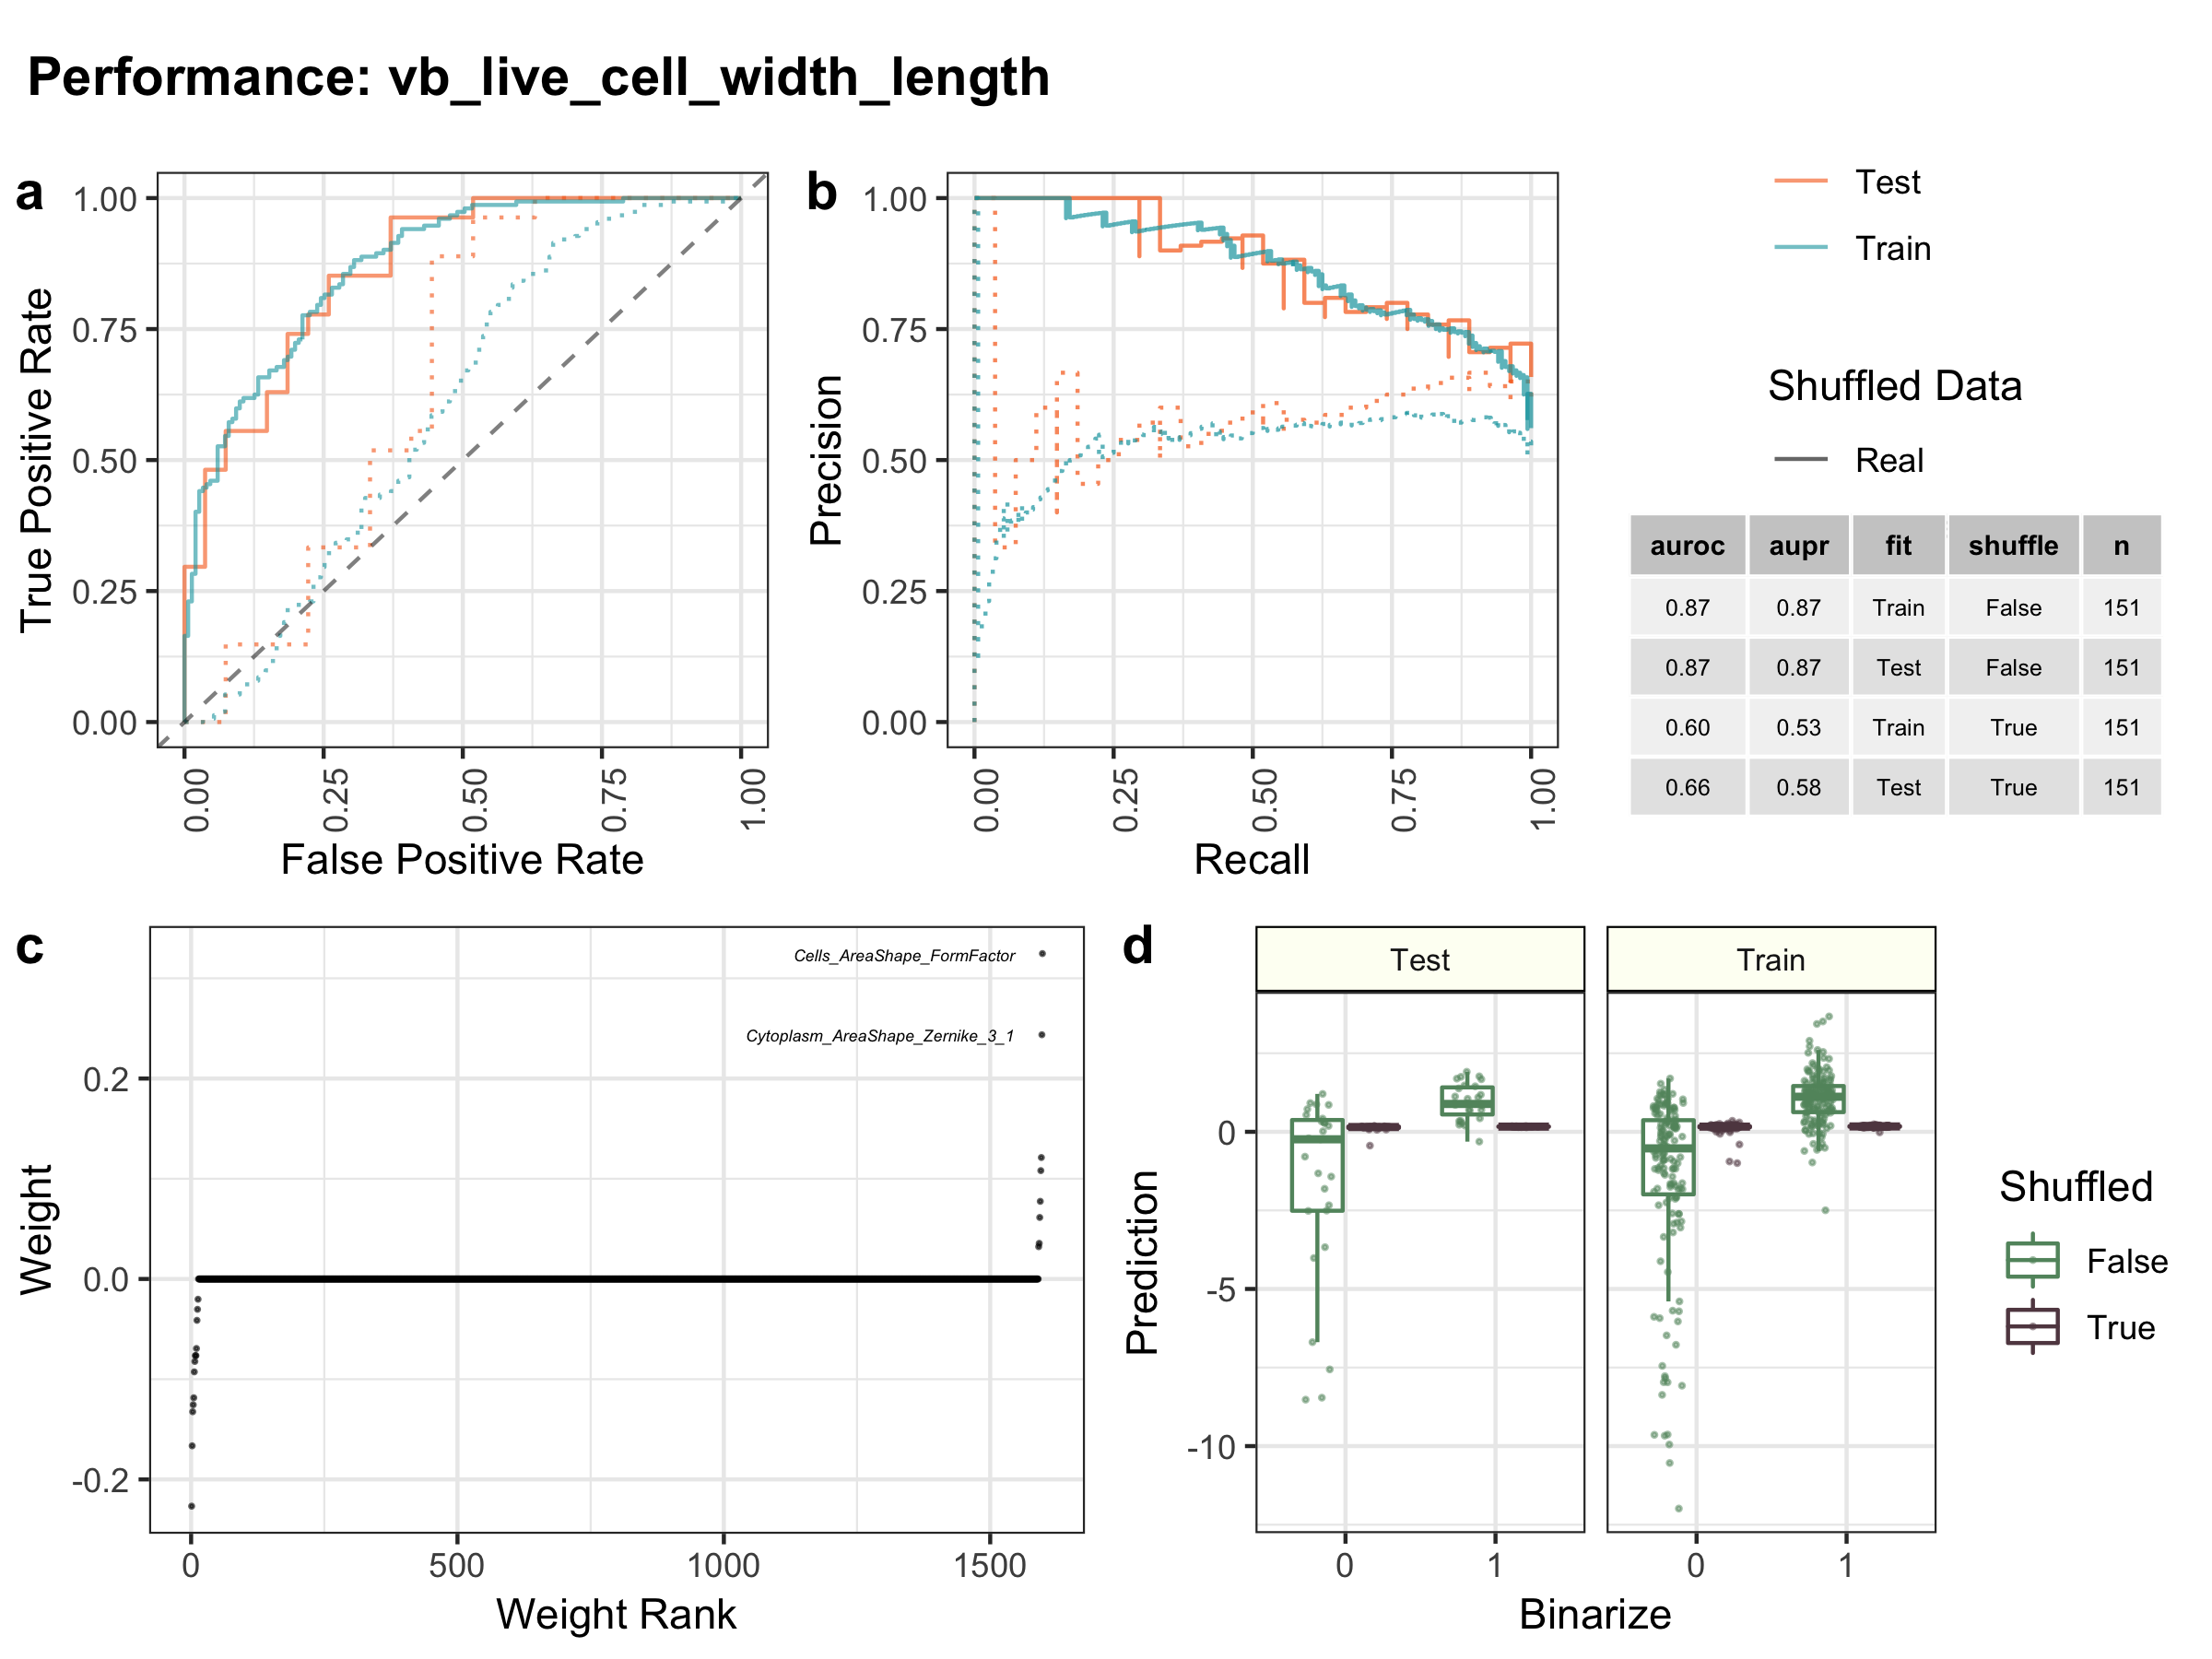 Performance: vb_live_cell_width_length
a
1.00
0.75
0.50
0.25
0.00
True Positive Rate
0.00
0.25
0.50
0.75
1.00
False Positive Rate
b
1.00
0.75
0.50
0.25
0.00
Precision
0.00
0.25
0.50
0.75
1.00
Recall
Test
Train
Shuffled Data
Real
auroc aupr fit shuffle n
0.87 0.87 Train False 151
0.87 0.87 Test False 151
0.60 0.53 Train True 151
0.66 0.58 Test True 151
c
Cells_AreaShape_FormFactor
Cytoplasm_AreaShape_Zernike_3_1
0.2
0.0
-0.2
Weight
0
500
1000
1500
Weight Rank
d
Test
Train
0
-5
-10
Prediction
0
1
0
1
Binarize
Shuffled
False
True